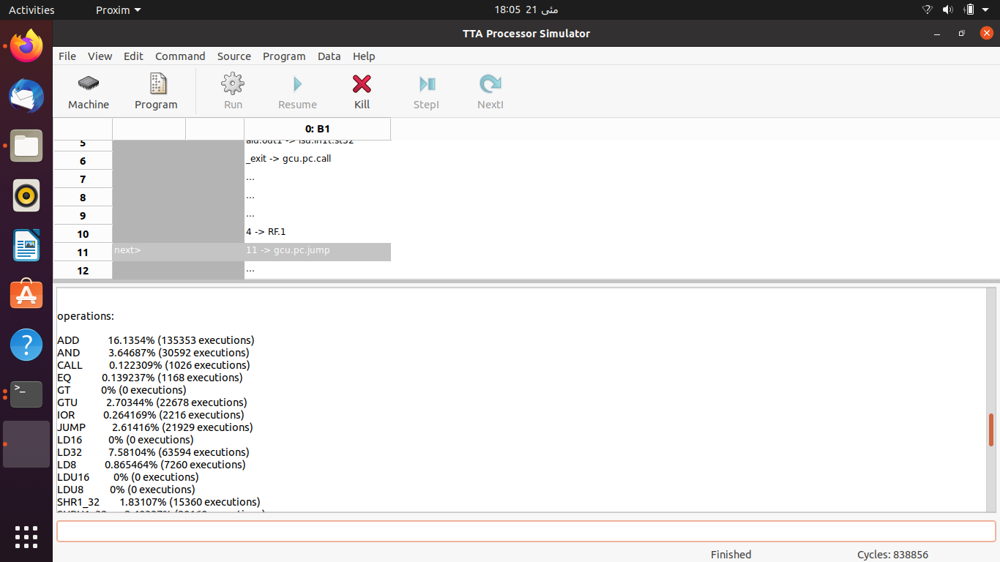 Activities Proxim 18:05 21 مئی
TTA Processor Simulator
File View Edit Command Source Program Data Help
Machine Program Run Resume Kill StepI NextI
0: B1
5
6 _exit -> gcu.pc.call
7 ...
8 ...
9 ...
10 4 -> RF.1
11 next> 11 -> gcu.pc.jump
12 ...
operations:
ADD 16.1354% (135353 executions)
AND 3.64687% (30592 executions)
CALL 0.122309% (1026 executions)
EQ 0.139237% (1168 executions)
GT 0% (0 executions)
GTU 2.70344% (22678 executions)
IOR 0.264169% (2216 executions)
JUMP 2.61416% (21929 executions)
LD16 0% (0 executions)
LD32 7.58104% (63594 executions)
LD8 0.865464% (7260 executions)
LDU16 0% (0 executions)
LDU8 0% (0 executions)
SHR1_32 1.83107% (15360 executions)
Finished Cycles: 838856